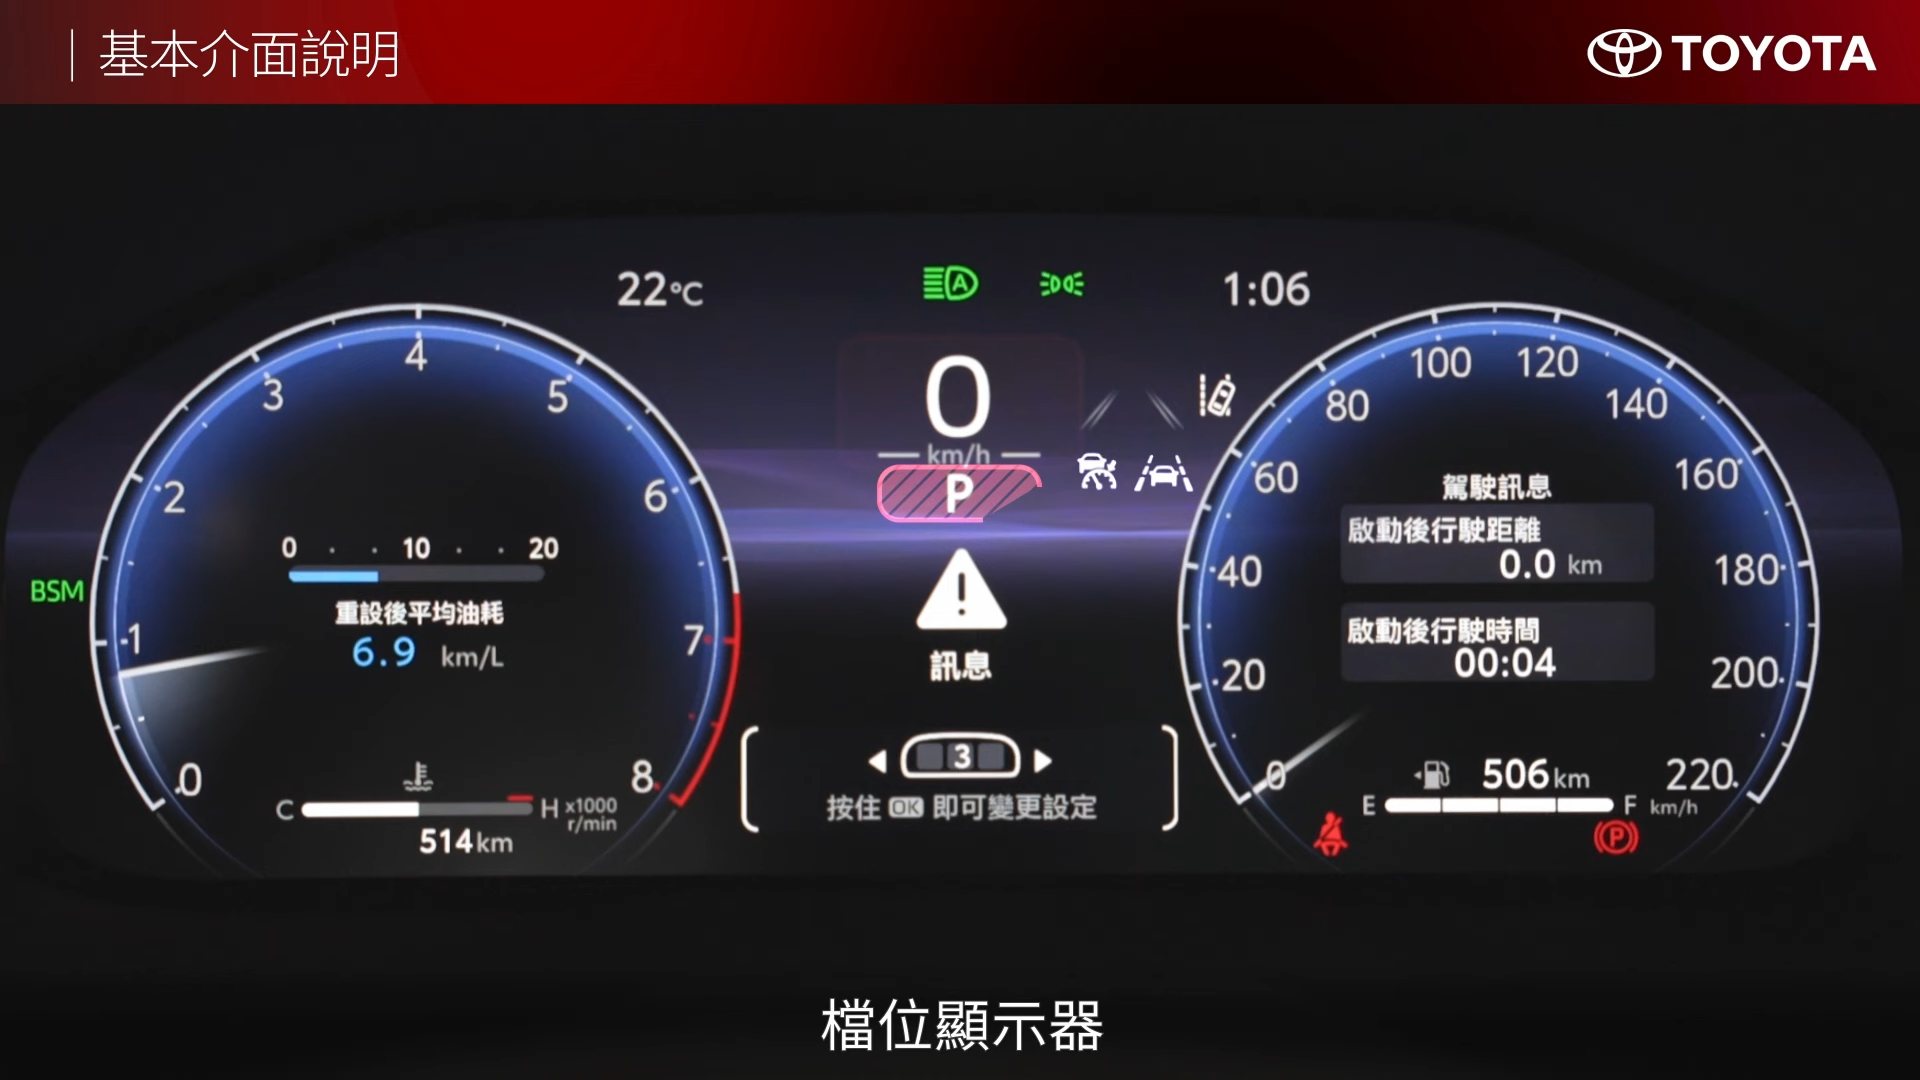 基本介面說明
TOYOTA
22°C
A
1:06
0
km/h
P
訊息
3
按住 OK 即可變更設定
BSM
0 1 2 3 4 5 6 7 8
0 · · 10 · · 20
重設後平均油耗
6.9 km/L
C H x1000
r/min
514 km
0 20 40 60 80 100 120 140 160 180 200 220
km/h
駕駛訊息
啟動後行駛距離
0.0 km
啟動後行駛時間
00:04
506 km
E F
P
檔位顯示器